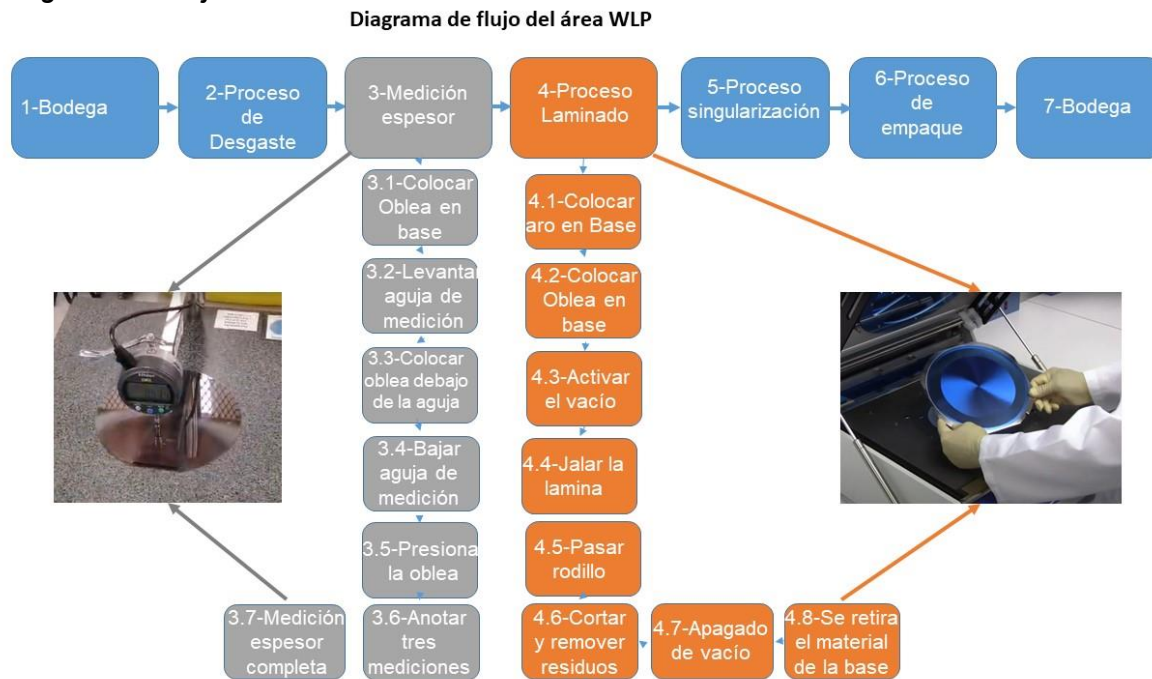 Diagrama de flujo del área WLP
1-Bodega
2-Proceso
de
Desgaste
3-Medición
espesor
4-Proceso
Laminado
5-Proceso
singularización
6-Proceso
de
empaque
7-Bodega
3.1-Colocar
Oblea en
base
3.2-Levantar
aguja de
medición
3.3-Colocar
oblea debajo
de la aguja
3.4-Bajar
aguja de
medición
3.5-Presiona
la oblea
3.6-Anotar
tres
mediciones
3.7-Medición
espesor
completa
4.1-Colocar
aro en Base
4.2-Colocar
Oblea en
base
4.3-Activar
el vacío
4.4-Jalar la
lamina
4.5-Pasar
rodillo
4.6-Cortar
y remover
residuos
4.7-Apagado
de vacío
4.8-Se retira
el material
de la base